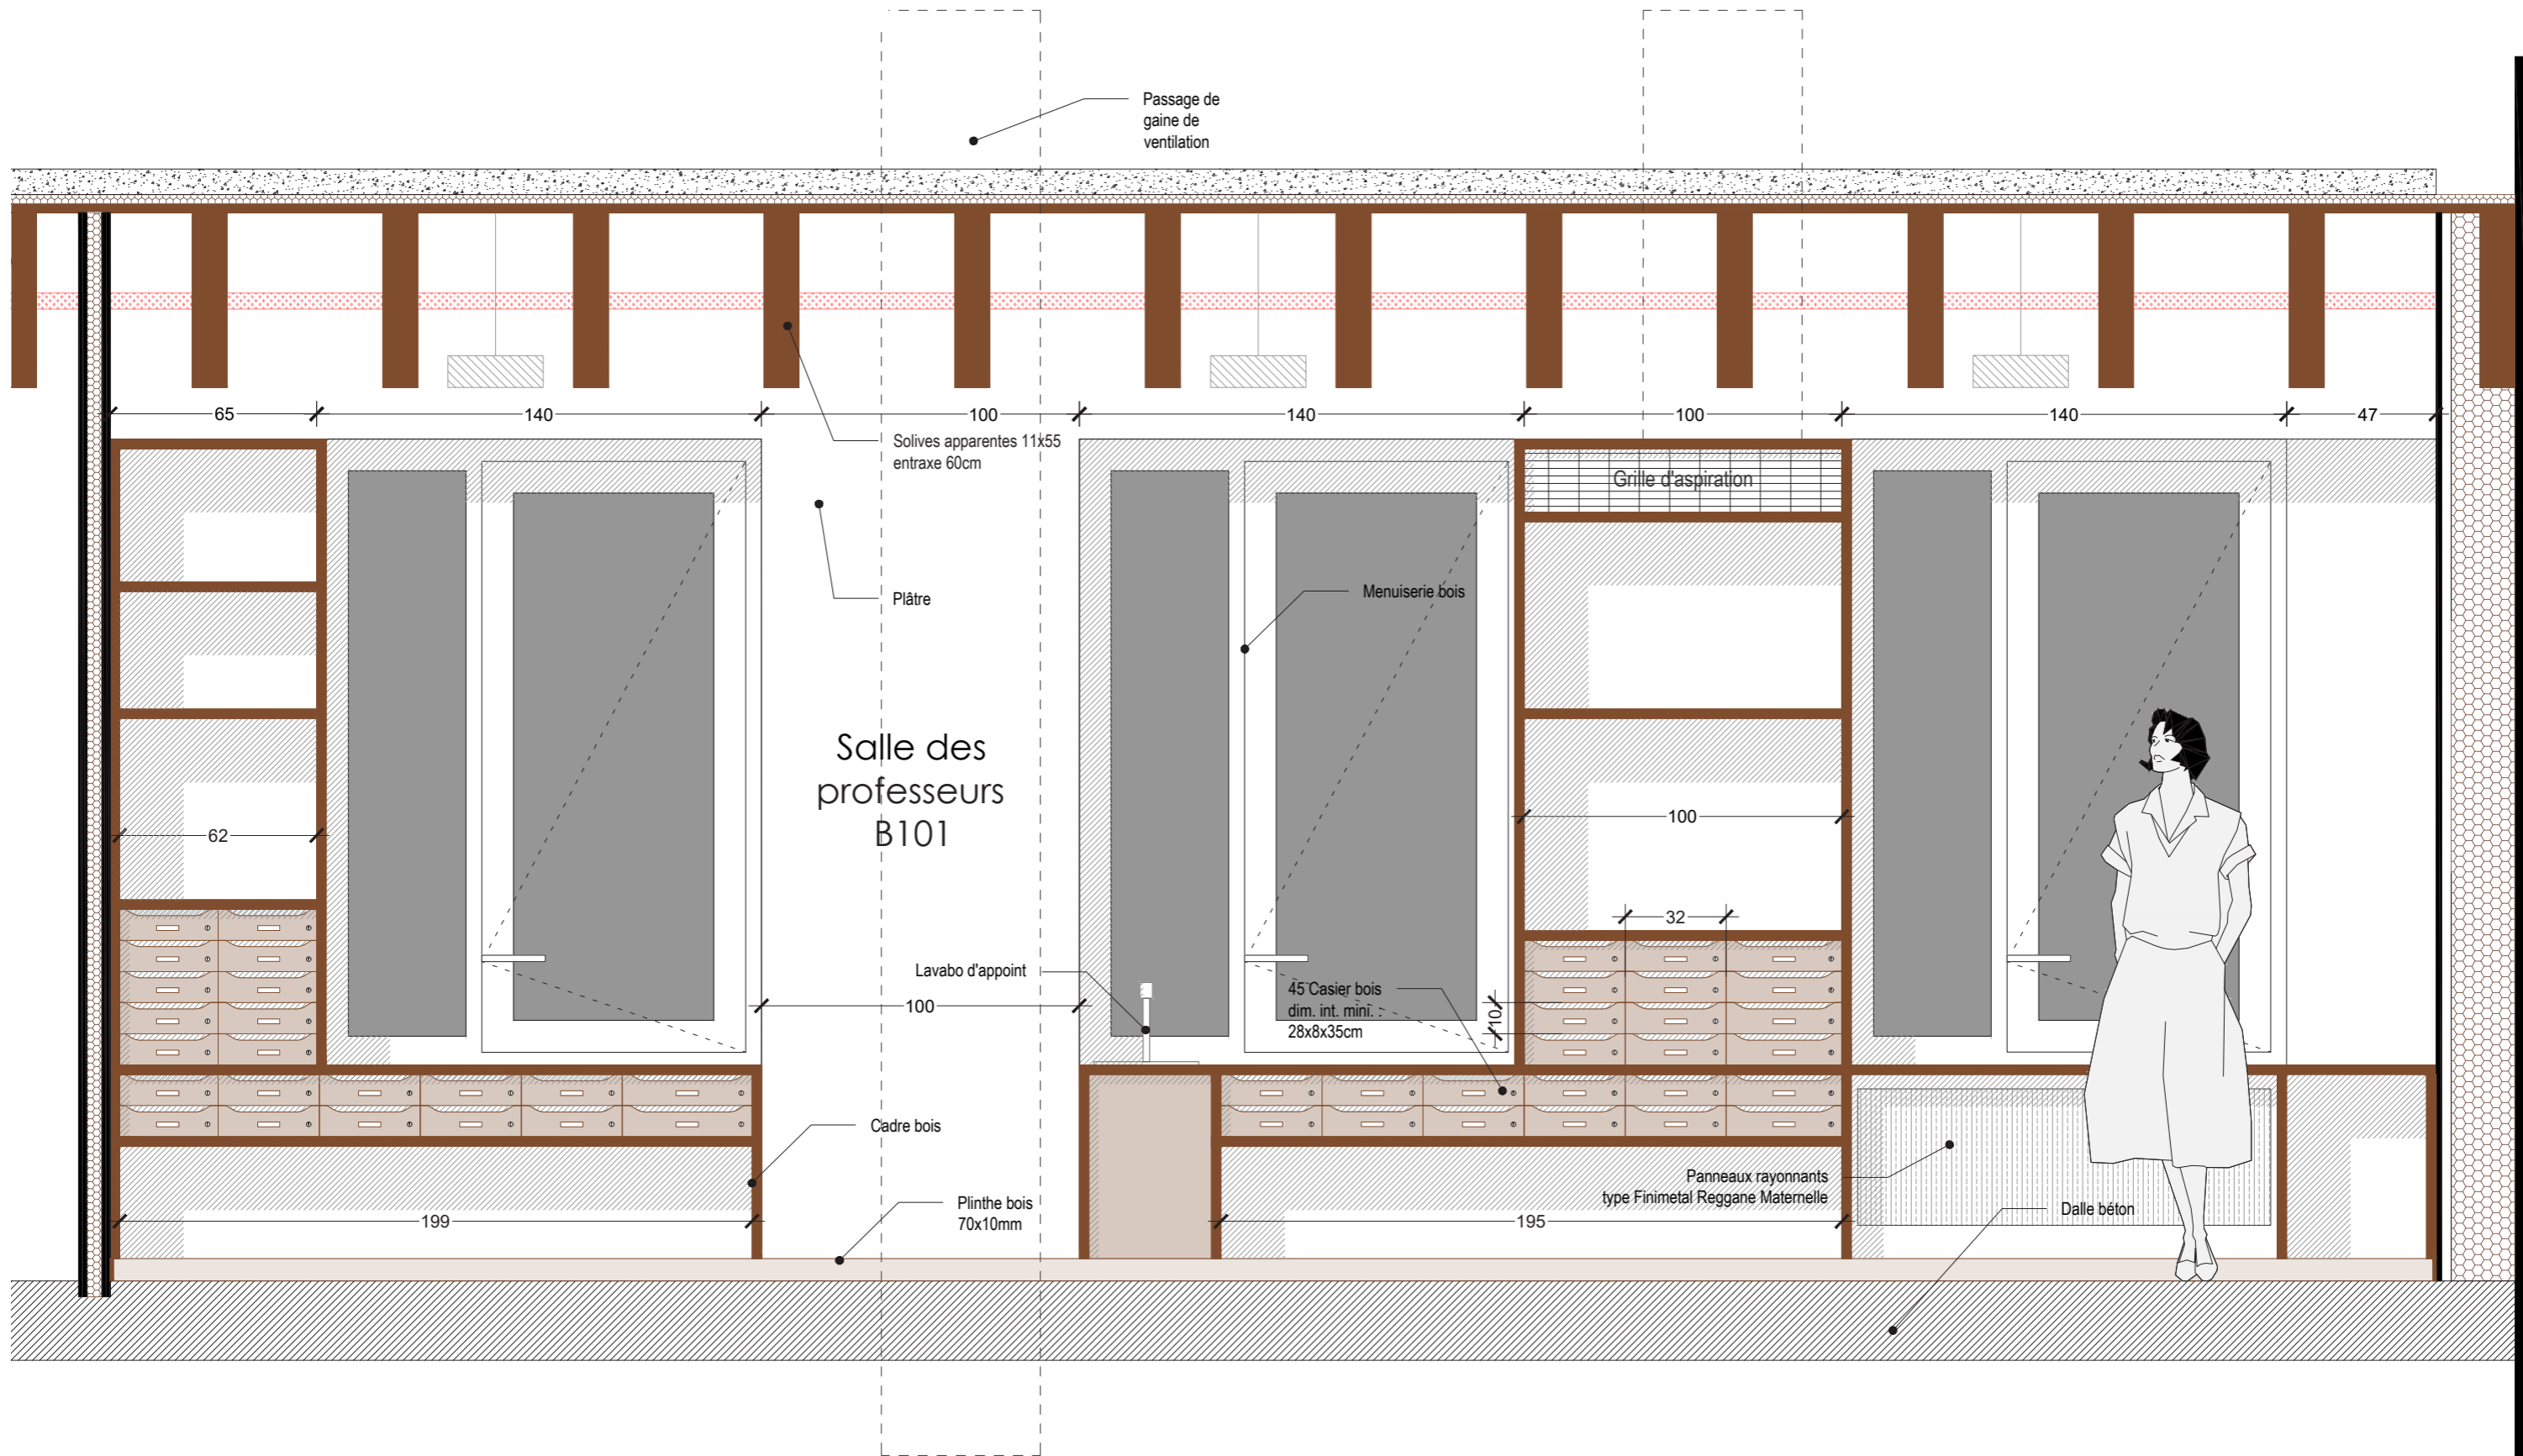 Passage de
gaine de
ventilation
65
140
100
140
100
140
47
Solives apparentes 11x55
entraxe 60cm
Grille d'aspiration
Plâtre
Menuiserie bois
Salle des
professeurs
B101
62
100
32
Lavabo d'appoint
45 Casier bois
dim. int. mini. :
28x8x35cm
10
100
Cadre bois
Panneaux rayonnants
type Finimetal Reggane Maternelle
Plinthe bois
70x10mm
Dalle béton
199
195